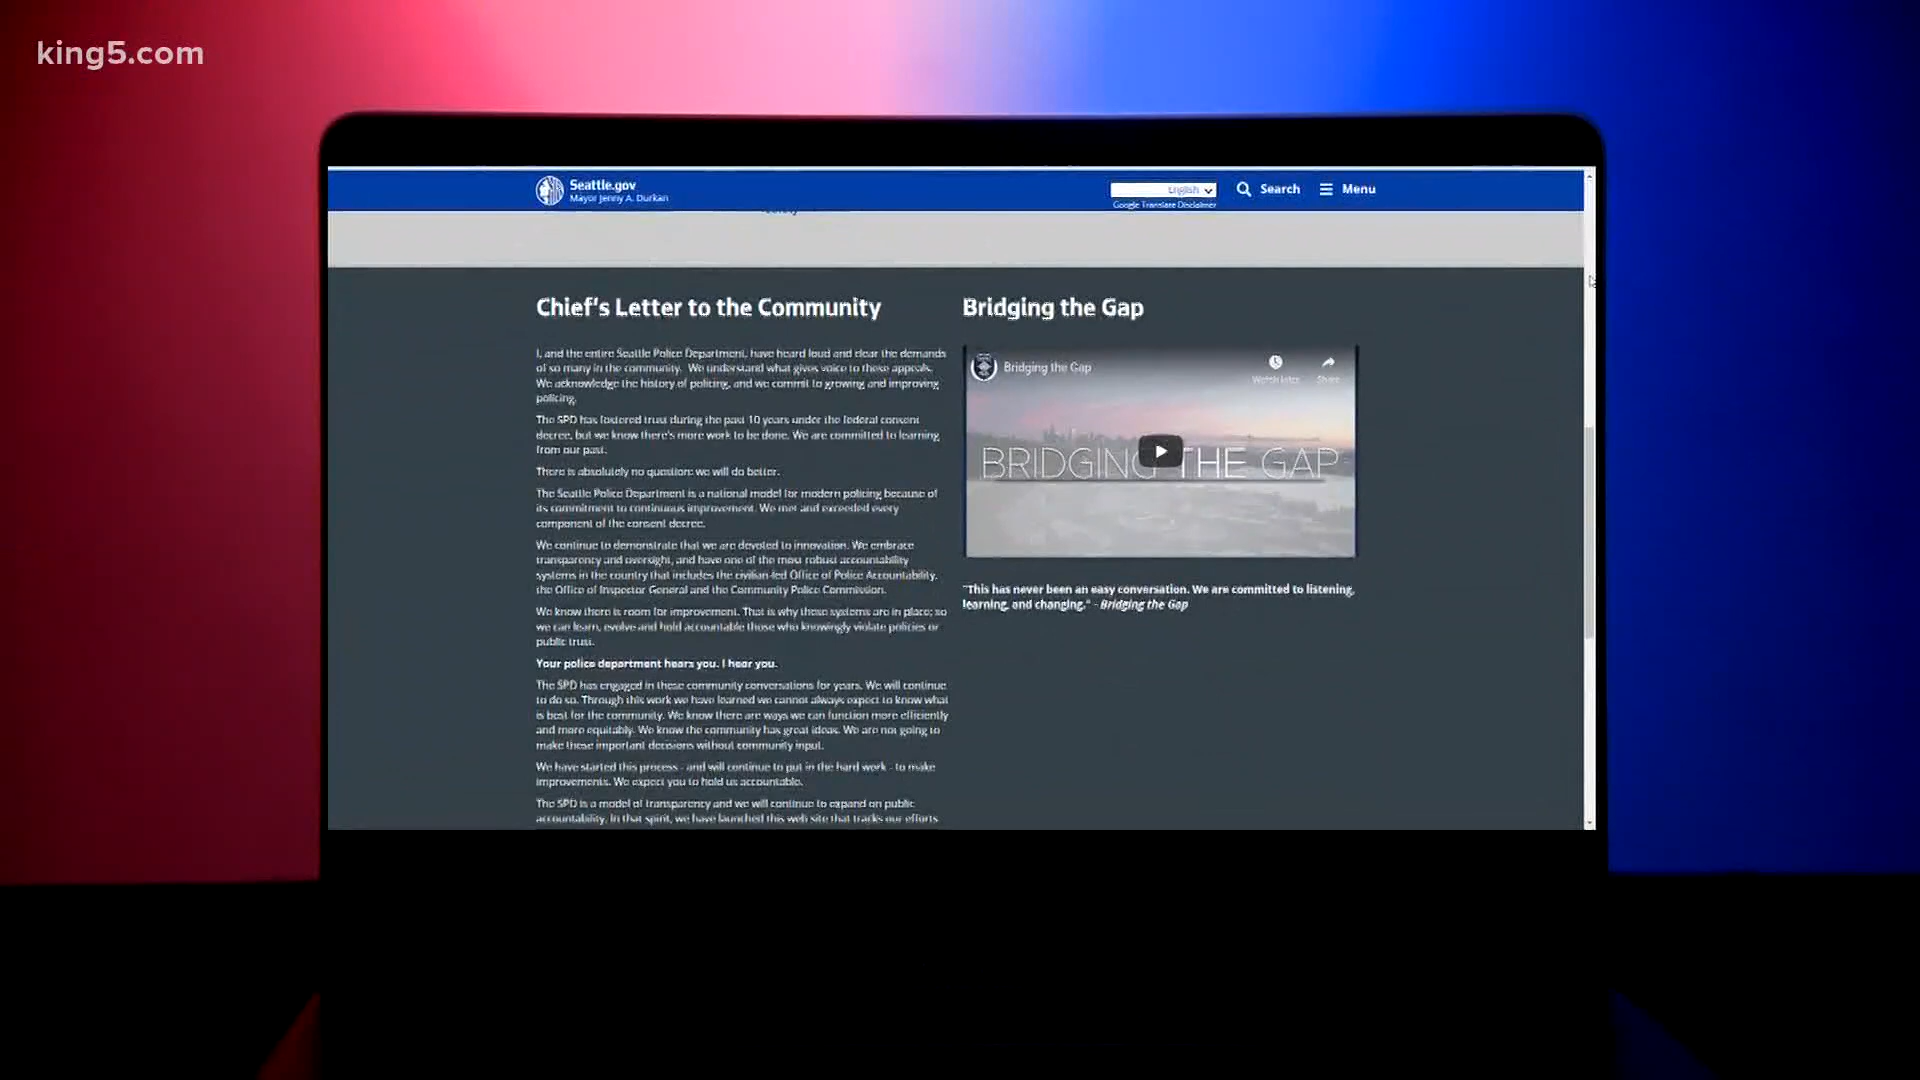 king5.com
Seattle.gov
Mayor Jenny A. Durkan
English
Google Translate Disclaimer
Search
Menu
Chief's Letter to the Community
I, and the entire Seattle Police Department, have heard loud and clear the demands
of so many in the community. We understand what gives voice to these appeals.
We acknowledge the history of policing, and we commit to growing and improving
policing.
The SPD has fostered trust during the past 10 years under the federal consent
decree, but we know there's more work to be done. We are committed to learning
from our past.
There is absolutely no question: we will do better.
The Seattle Police Department is a national model for modern policing because of
its commitment to continuous improvement. We met and exceeded every
component of the consent decree.
We continue to demonstrate that we are devoted to innovation. We embrace
transparency and oversight, and have one of the most robust accountability
systems in the country that includes the civilian-led Office of Police Accountability,
the Office of Inspector General and the Community Police Commission.
We know there is room for improvement. That is why these systems are in place; so
we can learn, evolve and hold accountable those who knowingly violate policies or
public trust.
Your police department hears you. I hear you.
The SPD has engaged in these community conversations for years. We will continue
to do so. Through this work we have learned we cannot always expect to know what
is best for the community. We know there are ways we can function more efficiently
and more equitably. We know the community has great ideas. We are not going to
make these important decisions without community input.
We have started this process - and will continue to put in the hard work - to make
improvements. We expect you to hold us accountable.
The SPD is a model of transparency and we will continue to expand on public
accountability. In that spirit, we have launched this web site that tracks our efforts
Bridging the Gap
Bridging the Gap
Watch later
Share
BRIDGING THE GAP
"This has never been an easy conversation. We are committed to listening,
learning, and changing." - Bridging the Gap